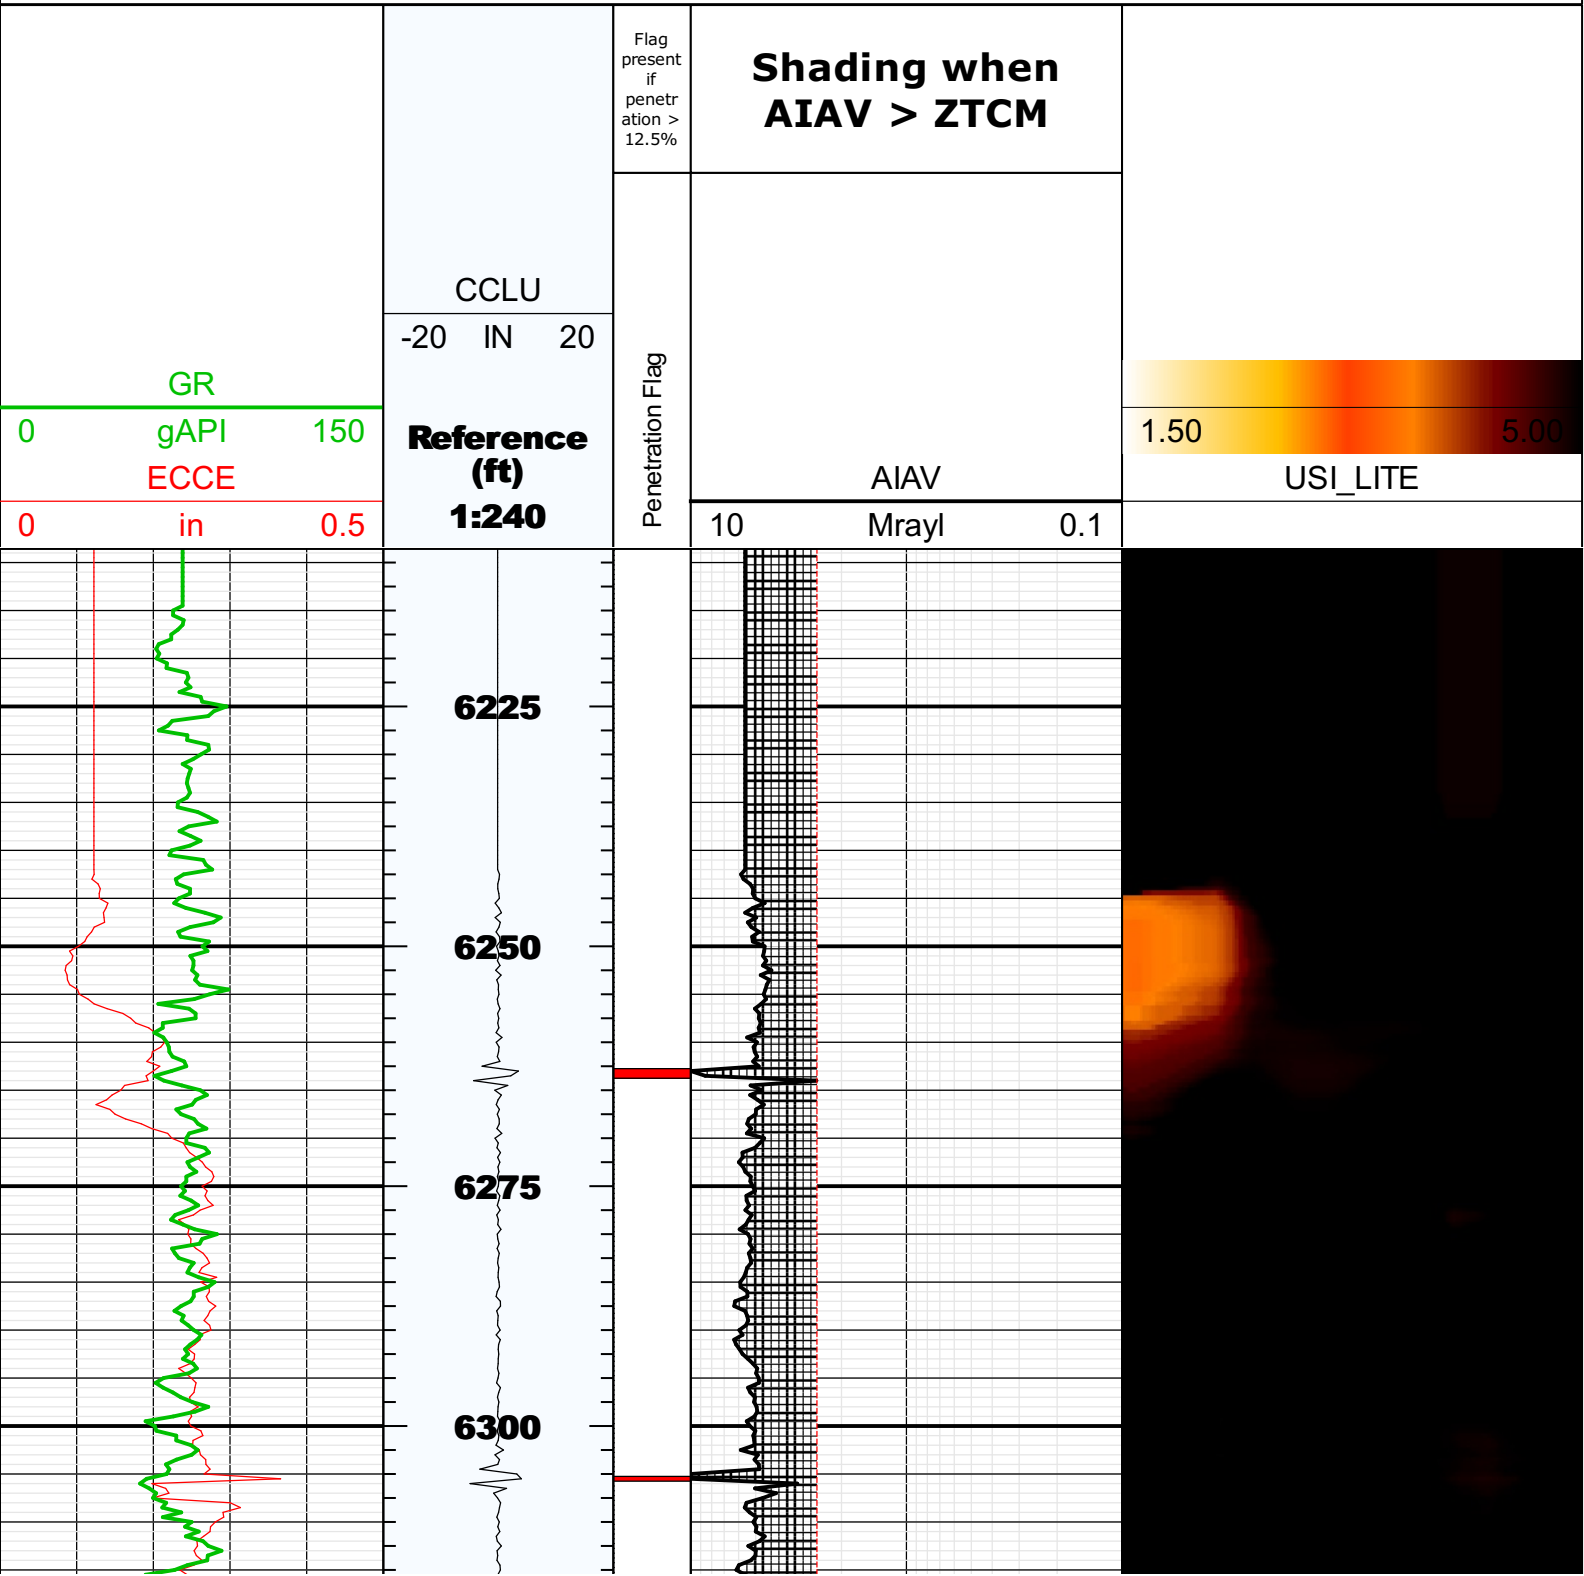 GR
0 gAPI 150
ECCE
0 in 0.5
CCLU
-20 IN 20
Reference
(ft)
1:240
Flag
present
if
penetr
ation >
12.5%
Penetration Flag
Shading when
AIAV > ZTCM
AIAV
10 Mrayl 0.1
1.50 5.00
USI_LITE
6225
6250
6275
6300